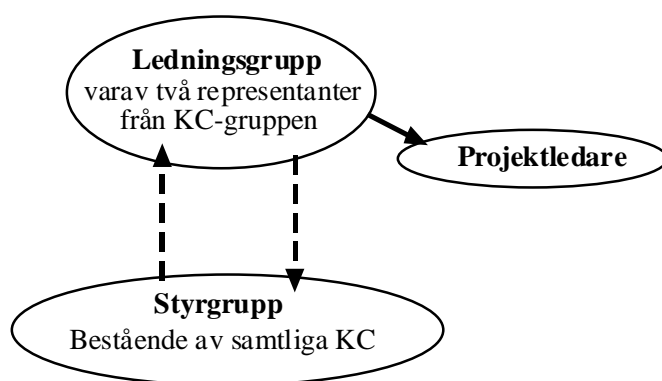 Ledningsgrupp
varav två representanter
från KC-gruppen
Projektledare
Styrgrupp
Bestående av samtliga KC